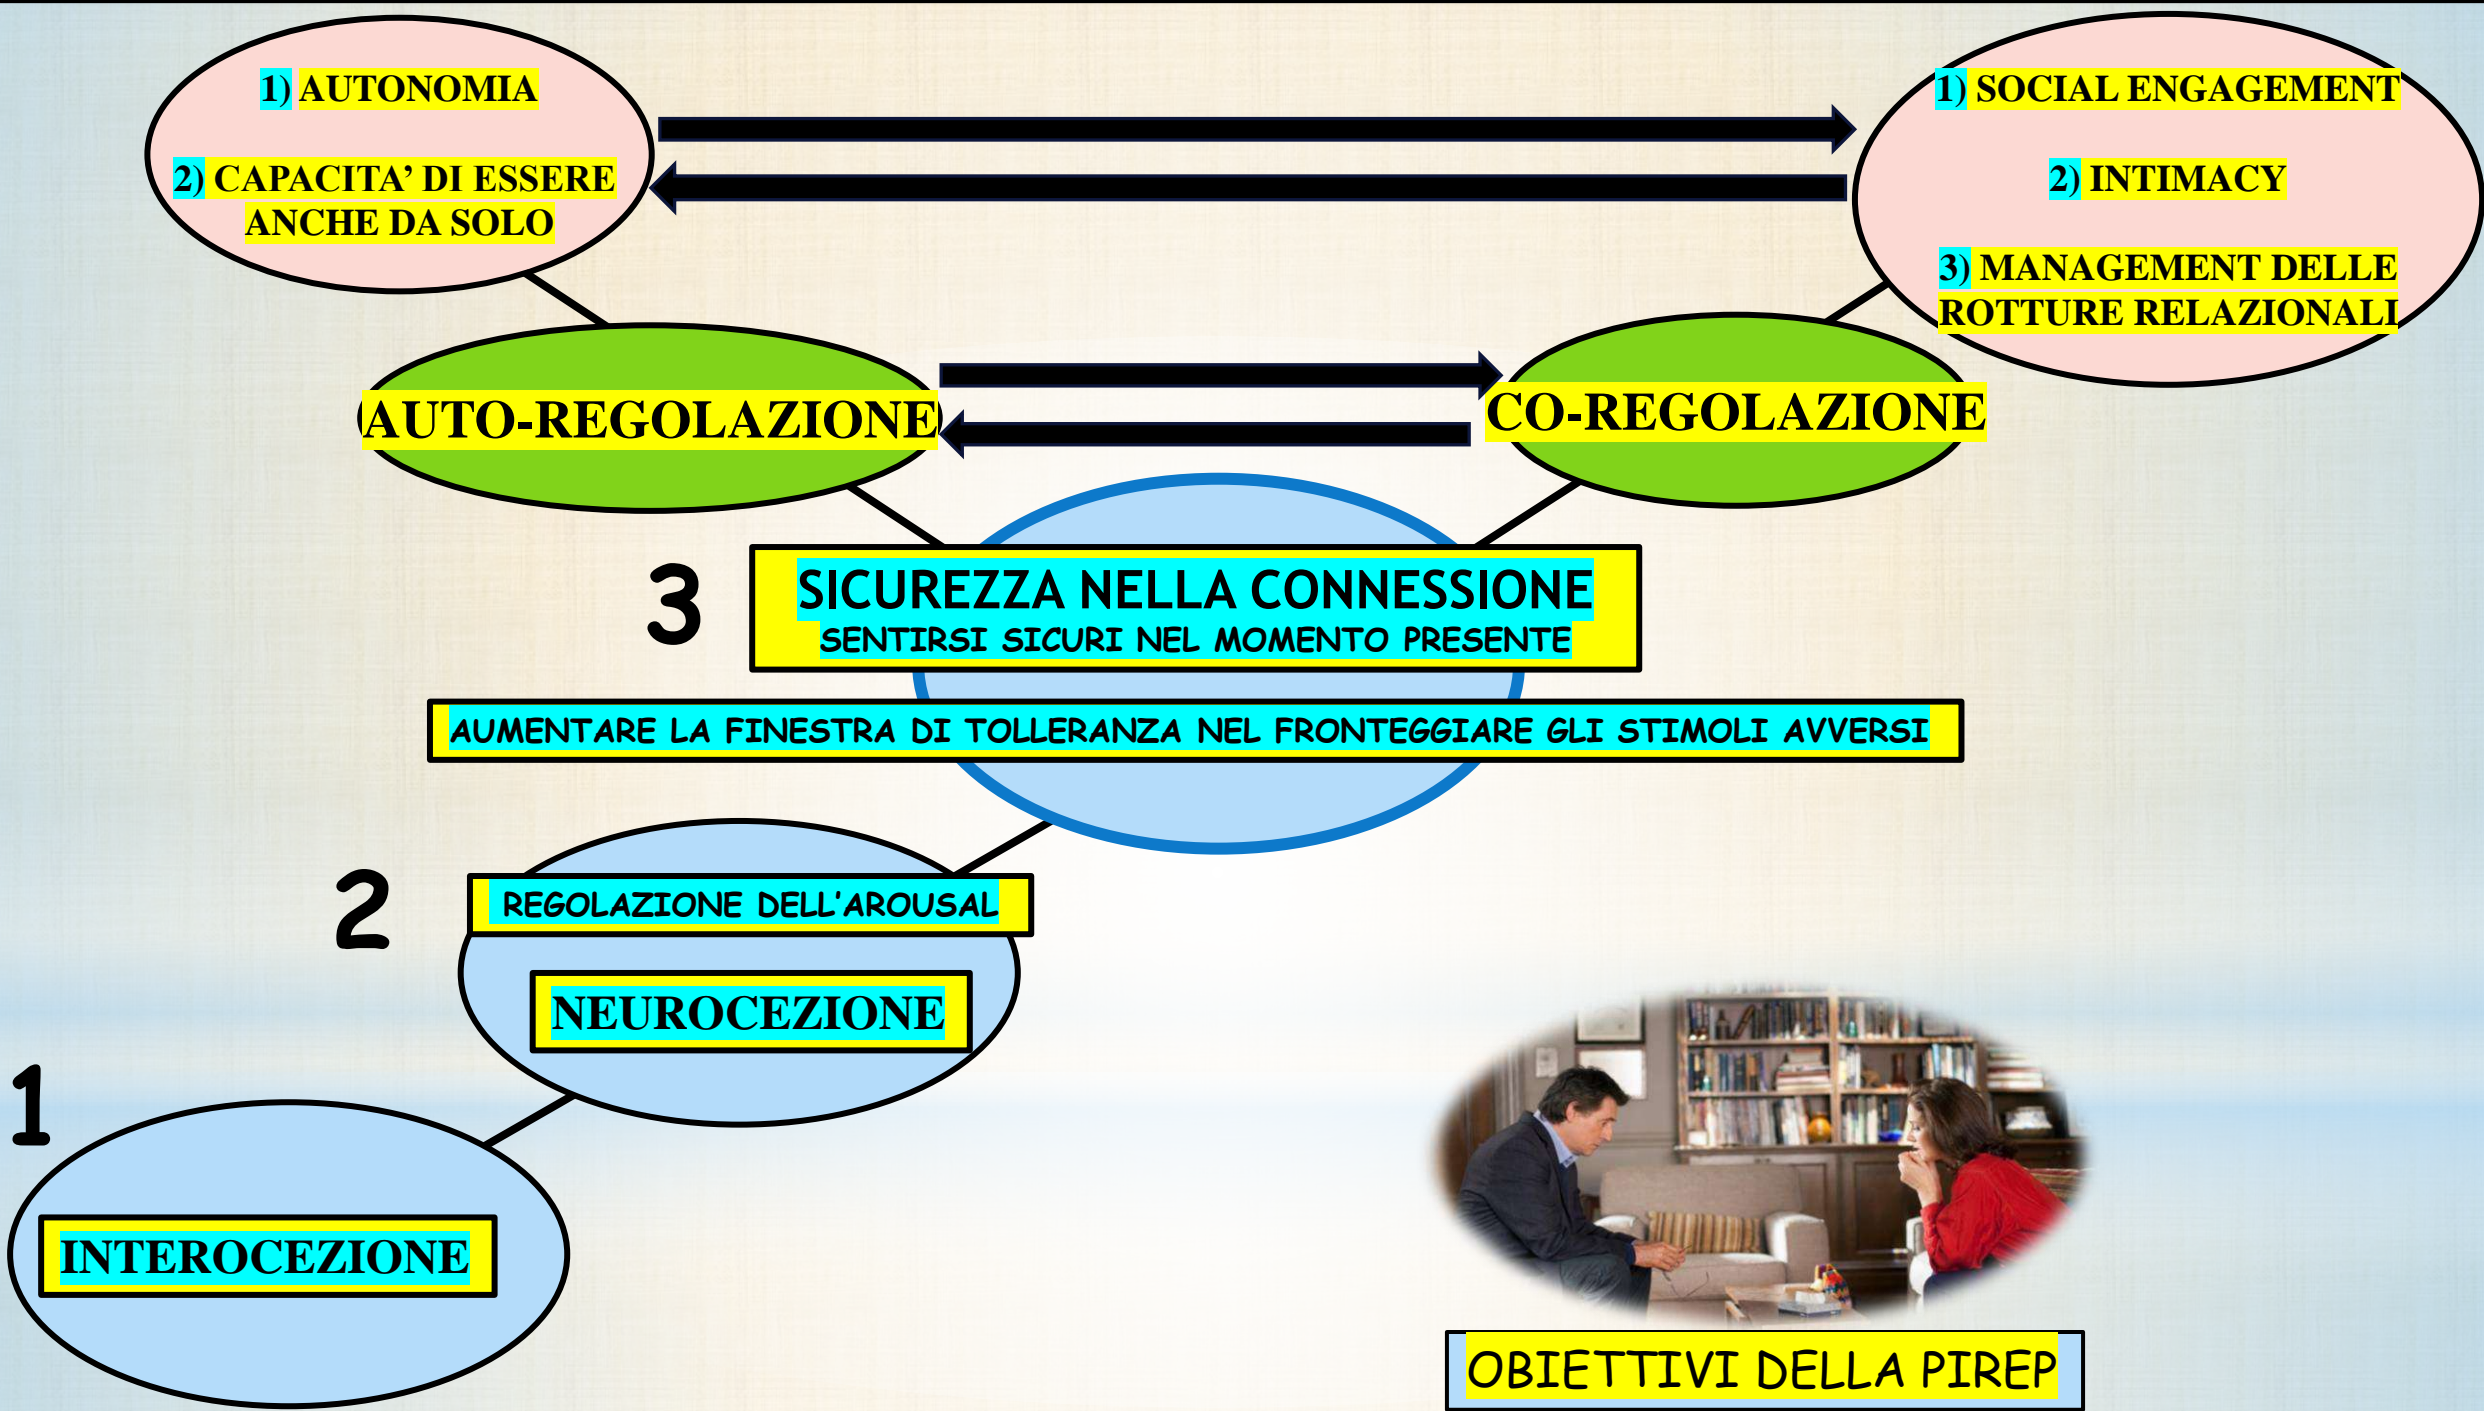 1) AUTONOMIA
2) CAPACITA’ DI ESSERE
ANCHE DA SOLO
1) SOCIAL ENGAGEMENT
2) INTIMACY
3) MANAGEMENT DELLE
ROTTURE RELAZIONALI
AUTO-REGOLAZIONE
CO-REGOLAZIONE
3
SICUREZZA NELLA CONNESSIONE
SENTIRSI SICURI NEL MOMENTO PRESENTE
AUMENTARE LA FINESTRA DI TOLLERANZA NEL FRONTEGGIARE GLI STIMOLI AVVERSI
2
REGOLAZIONE DELL’AROUSAL
NEUROCEZIONE
1
INTEROCEZIONE
OBIETTIVI DELLA PIREP